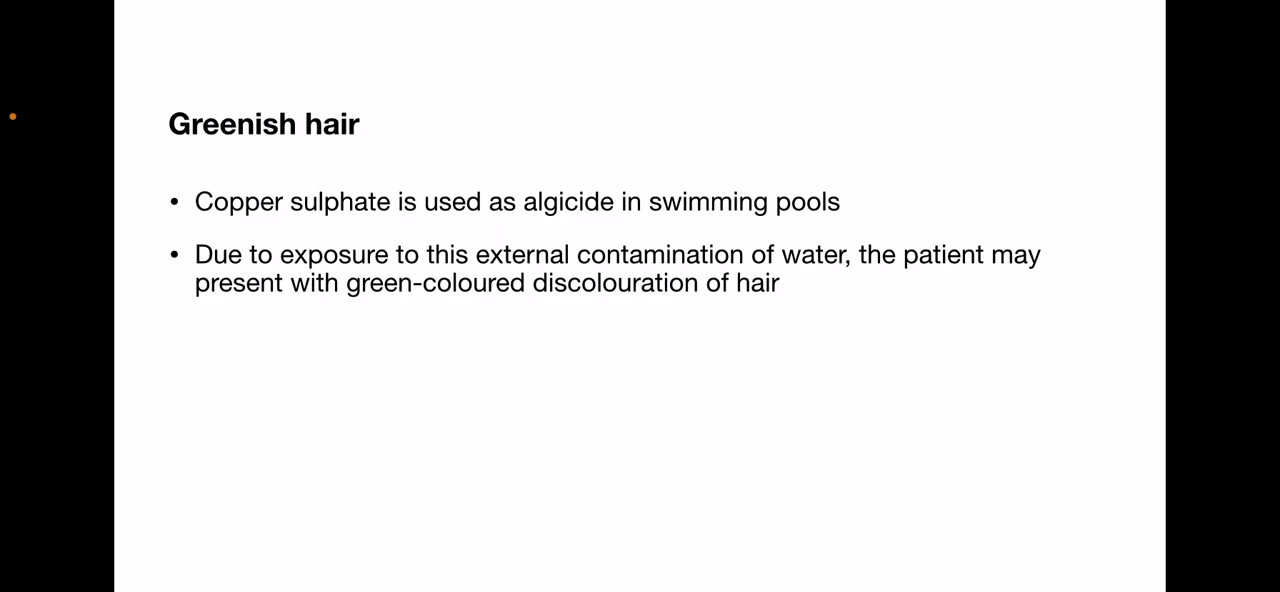 Greenish hair
• Copper sulphate is used as algicide in swimming pools
• Due to exposure to this external contamination of water, the patient may
present with green-coloured discolouration of hair